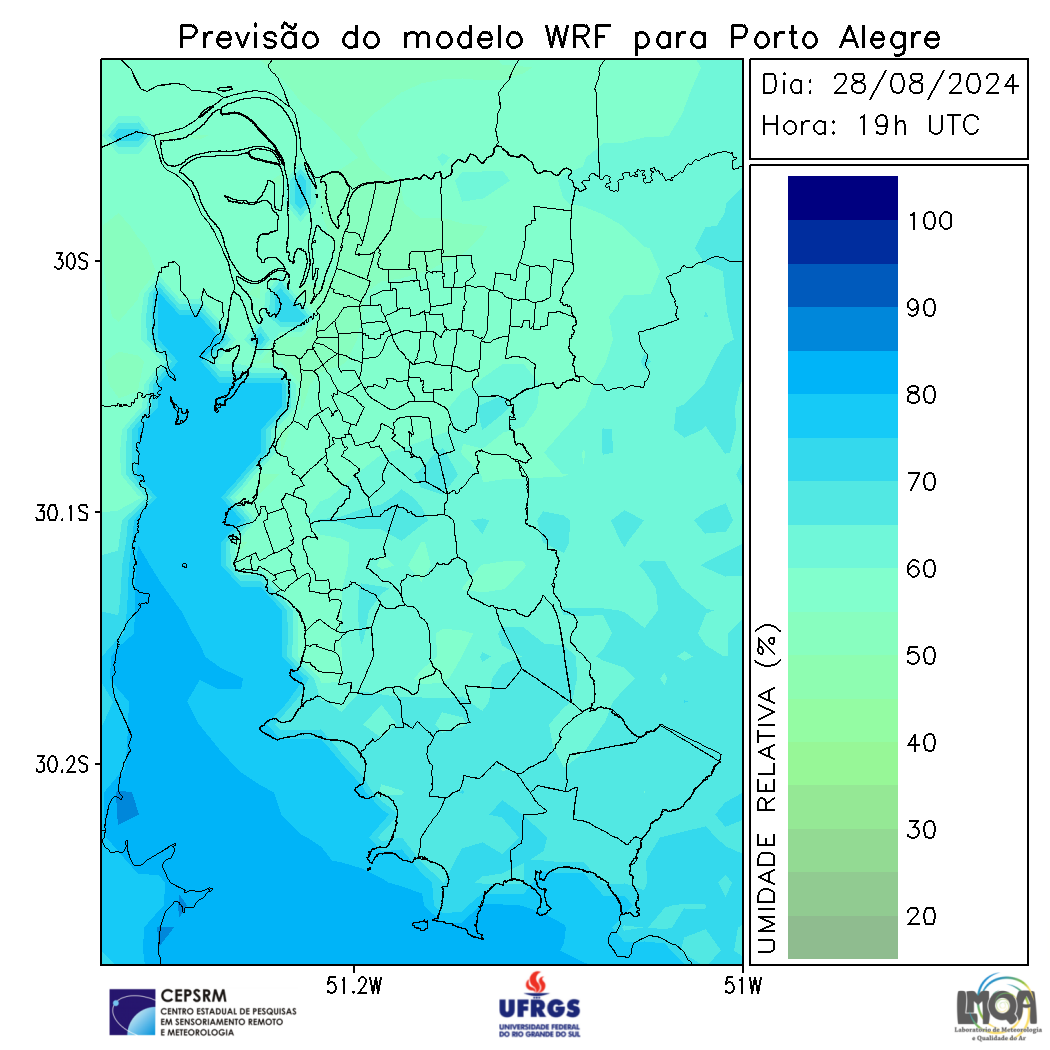 Previsão do modelo WRF para Porto Alegre
Dia: 28/08/2024
Hora: 19h UTC
30S
30.1S
30.2S
51.2W
51W
100
90
80
70
60
50
40
30
20
UMIDADE RELATIVA (%)
CEPSRM
CENTRO ESTADUAL DE PESQUISAS
EM SENSORIAMENTO REMOTO
E METEOROLOGIA
UFRGS
UNIVERSIDADE FEDERAL
DO RIO GRANDE DO SUL
LMQA
Laboratório de Meteorologia
e Qualidade do Ar